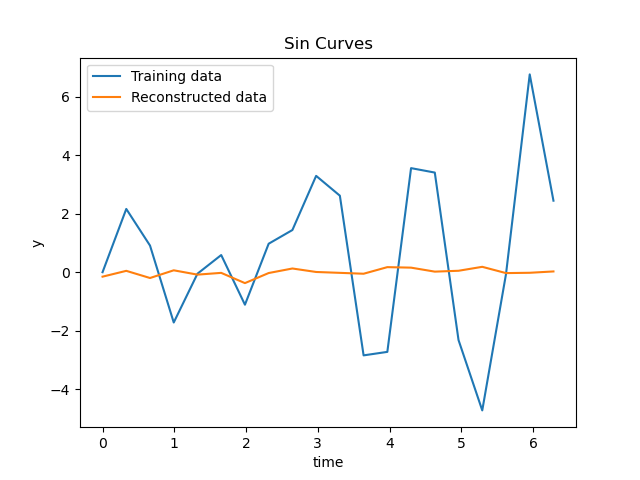 Sin Curves
Training data
Reconstructed data
6
4
2
0
−2
−4
y
0 1 2 3 4 5 6
time